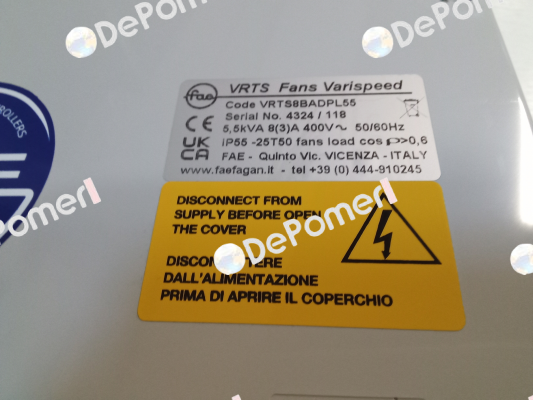 DePomeri
DePomeri
DePomeri
ROLLERS
fae
VRTS Fans Varispeed
Code VRTS8BADPL55
Serial No. 4324 / 118
CE
5,5kVA 8(3)A 400V~ 50/60Hz
UK
CA
iP55 -25T50 fans load cos φ>0,6
FAE - Quinto Vic. VICENZA - ITALY
www.faefagan.it - tel +39 (0) 444-910245
DISCONNECT FROM
SUPPLY BEFORE OPEN
THE COVER
DePomeri
DePomeri
DISCONNETTERE
DALL'ALIMENTAZIONE
PRIMA DI APRIRE IL COPERCHIO